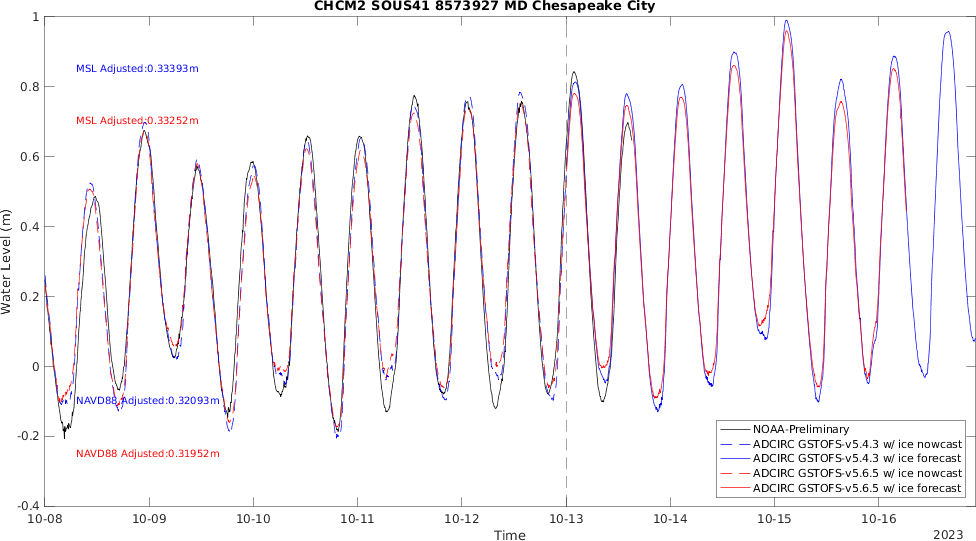 CHCM2 SOUS41 8573927 MD Chesapeake City
1
0.8
0.6
0.4
0.2
0
-0.2
-0.4
Water Level (m)
MSL Adjusted:0.33393m
MSL Adjusted:0.33252m
NAVD88 Adjusted:0.32093m
NAVD88 Adjusted:0.31952m
NOAA-Preliminary
ADCIRC GSTOFS-v5.4.3 w/ ice nowcast
ADCIRC GSTOFS-v5.4.3 w/ ice forecast
ADCIRC GSTOFS-v5.6.5 w/ ice nowcast
ADCIRC GSTOFS-v5.6.5 w/ ice forecast
10-08 10-09 10-10 10-11 10-12 10-13 10-14 10-15 10-16
Time
2023